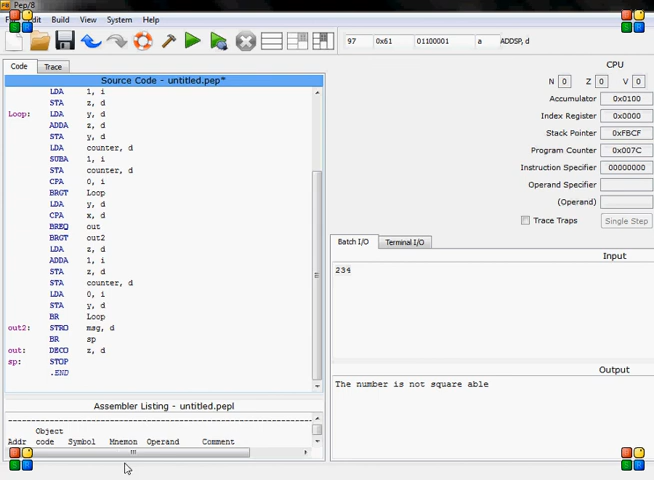 Pep/8
Edit Build View System Help
97 0x61 01100001 a ADDSP, d
Code Trace
Source Code - untitled.pep*
LDA 1, i
STA z, d
Loop: LDA y, d
ADDA z, d
STA y, d
LDA counter, d
SUBA 1, i
STA counter, d
CPA 0, i
BRGT Loop
LDA y, d
CPA x, d
BREQ out
BRGT out2
LDA z, d
ADDA 1, i
STA z, d
STA counter, d
LDA 0, i
STA y, d
BR Loop
out2: STRO msg, d
BR sp
out: DECO z, d
sp: STOP
.END
Assembler Listing - untitled.pepl
Object
Addr code Symbol Mnemon Operand Comment
CPU
N 0 Z 0 V 0
Accumulator 0x0100
Index Register 0x0000
Stack Pointer 0xFBCF
Program Counter 0x007C
Instruction Specifier 00000000
Operand Specifier
(Operand)
Trace Traps Single Step
Batch I/O Terminal I/O
Input
234
Output
The number is not square able